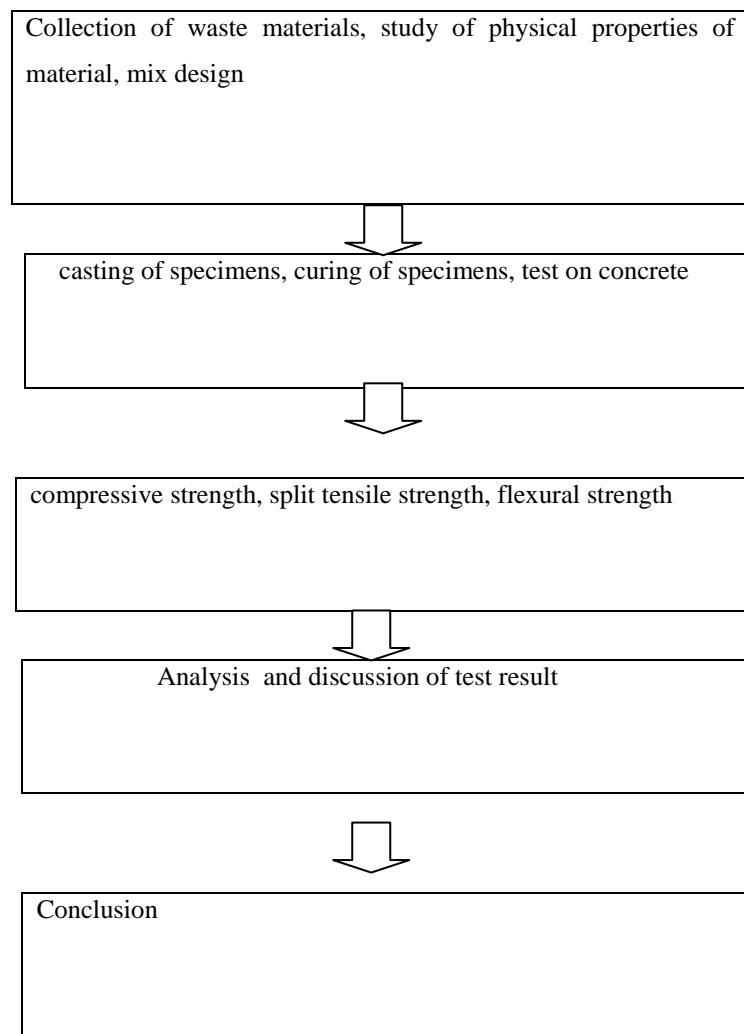 Collection of waste materials, study of physical properties of
material, mix design
casting of specimens, curing of specimens, test on concrete
compressive strength, split tensile strength, flexural strength
Analysis and discussion of test result
Conclusion